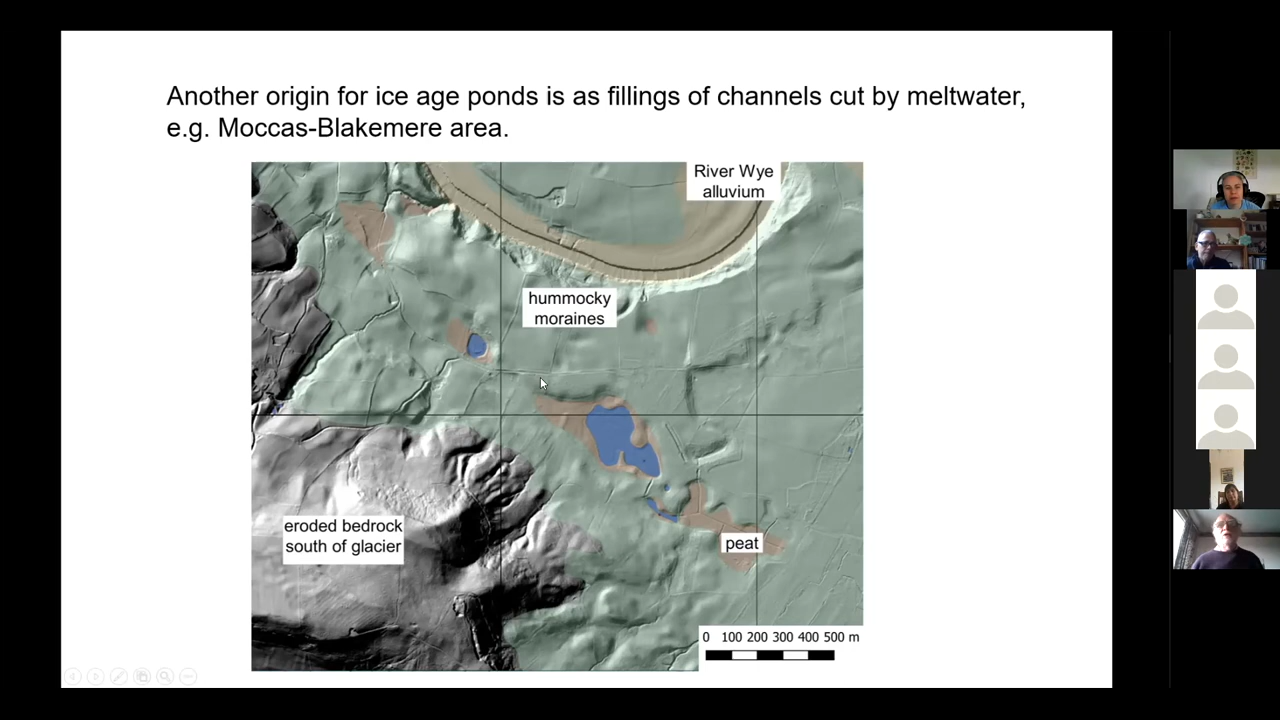 Another origin for ice age ponds is as fillings of channels cut by meltwater,
e.g. Moccas-Blakemere area.
River Wye
alluvium
hummocky
moraines
eroded bedrock
south of glacier
peat
0 100 200 300 400 500 m